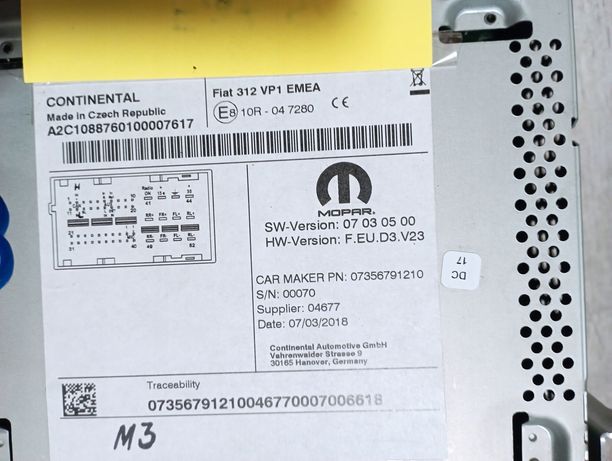 CONTINENTAL
Made in Czech Republic
A2C1088760100007617
Fiat 312 VP1 EMEA
E8 10R - 04 7280 CE
MOPAR.
SW-Version: 07 03 05 00
HW-Version: F.EU.D3.V23
CAR MAKER PN: 07356791210
S/N: 00070
Supplier: 04677
Date: 07/03/2018
Continental Automotive GmbH
Vahrenwalder Strasse 9
30165 Hanover, Germany
DC
17
Traceability
07356791210046770007006618
M3